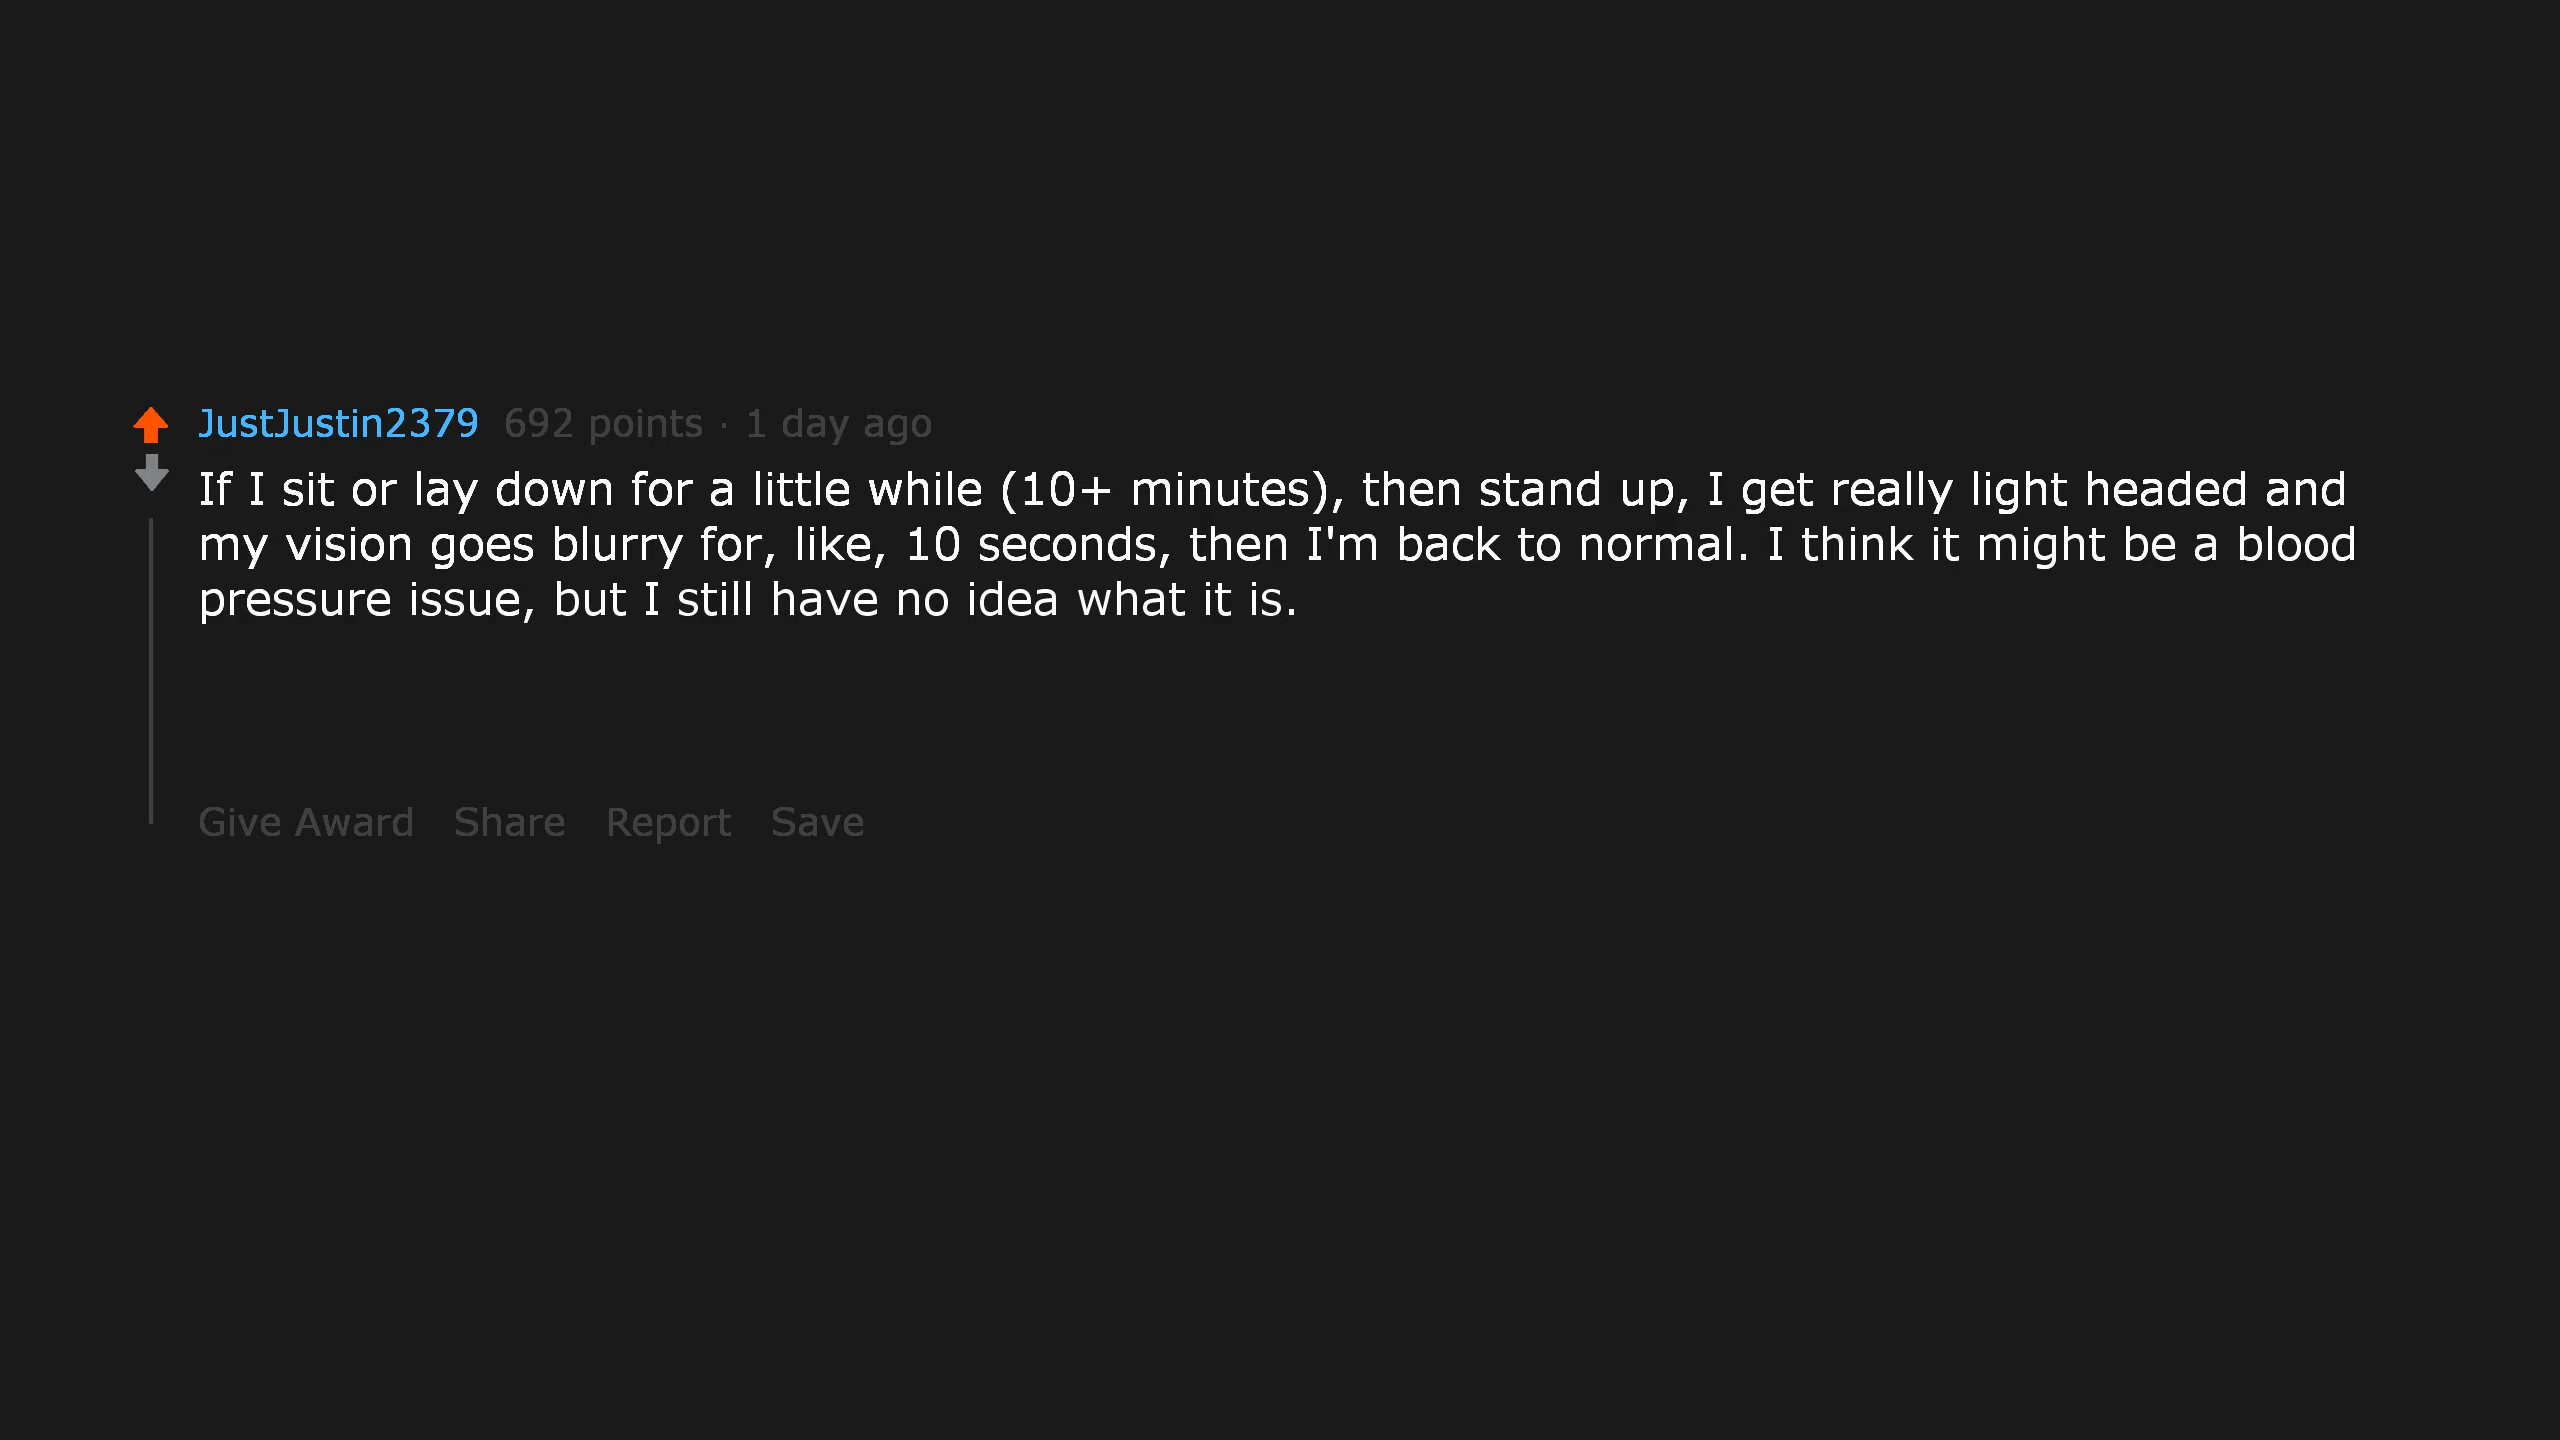 JustJustin2379 692 points · 1 day ago
If I sit or lay down for a little while (10+ minutes), then stand up, I get really light headed and
my vision goes blurry for, like, 10 seconds, then I'm back to normal. I think it might be a blood
pressure issue, but I still have no idea what it is.
Give Award Share Report Save